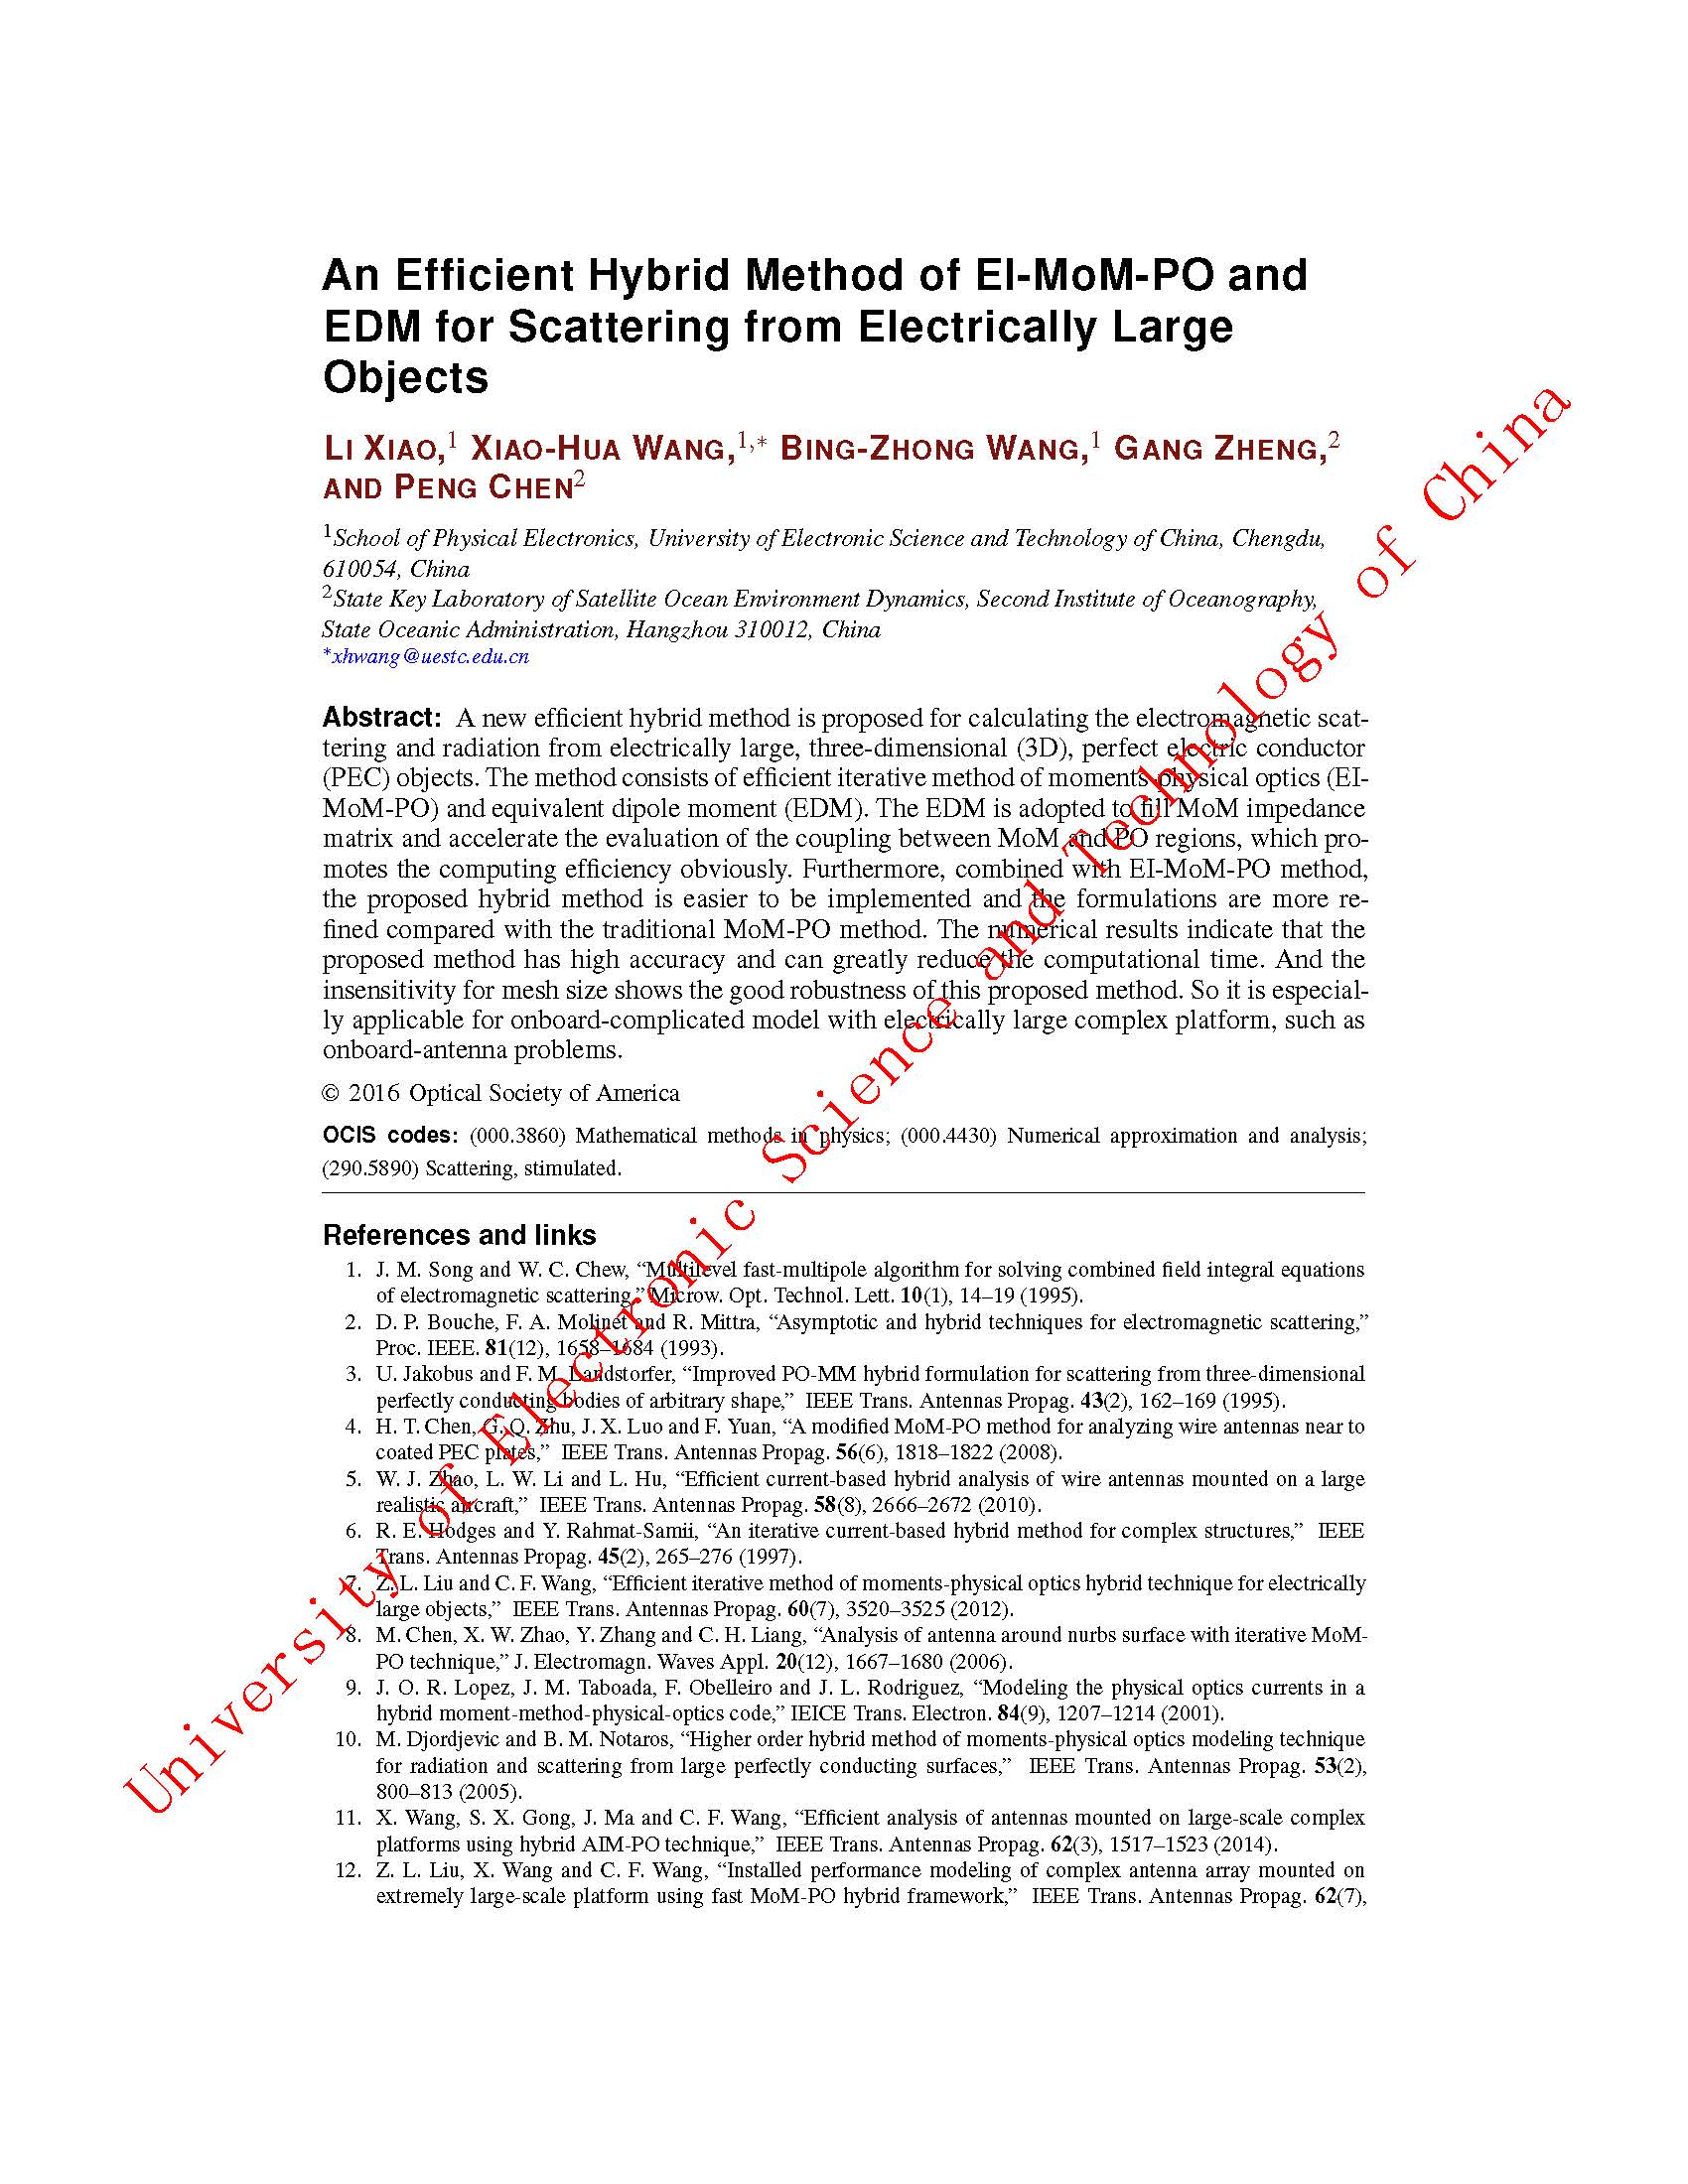 An Efficient Hybrid Method of EI-MoM-PO and
EDM for Scattering from Electrically Large
Objects
LI XIAO,1 XIAO-HUA WANG,1,* BING-ZHONG WANG,1 GANG ZHENG,2
AND PENG CHEN2
1School of Physical Electronics, University of Electronic Science and Technology of China, Chengdu,
610054, China
2State Key Laboratory of Satellite Ocean Environment Dynamics, Second Institute of Oceanography,
State Oceanic Administration, Hangzhou 310012, China
*xhwang@uestc.edu.cn
Abstract: A new efficient hybrid method is proposed for calculating the electromagnetic scat-
tering and radiation from electrically large, three-dimensional (3D), perfect electric conductor
(PEC) objects. The method consists of efficient iterative method of moments-physical optics (EI-
MoM-PO) and equivalent dipole moment (EDM). The EDM is adopted to fill MoM impedance
matrix and accelerate the evaluation of the coupling between MoM and PO regions, which pro-
motes the computing efficiency obviously. Furthermore, combined with EI-MoM-PO method,
the proposed hybrid method is easier to be implemented and the formulations are more re-
fined compared with the traditional MoM-PO method. The numerical results indicate that the
proposed method has high accuracy and can greatly reduce the computational time. And the
insensitivity for mesh size shows the good robustness of this proposed method. So it is especial-
ly applicable for onboard-complicated model with electrically large complex platform, such as
onboard-antenna problems.
© 2016 Optical Society of America
OCIS codes: (000.3860) Mathematical methods in physics; (000.4430) Numerical approximation and analysis;
(290.5890) Scattering, stimulated.
References and links
1. J. M. Song and W. C. Chew, “Multilevel fast-multipole algorithm for solving combined field integral equations
of electromagnetic scattering,” Microw. Opt. Technol. Lett. 10(1), 14–19 (1995).
2. D. P. Bouche, F. A. Molinet and R. Mittra, “Asymptotic and hybrid techniques for electromagnetic scattering,”
Proc. IEEE. 81(12), 1658–1684 (1993).
3. U. Jakobus and F. M. Landstorfer, “Improved PO-MM hybrid formulation for scattering from three-dimensional
perfectly conducting bodies of arbitrary shape,” IEEE Trans. Antennas Propag. 43(2), 162–169 (1995).
4. H. T. Chen, G. Q. Zhu, J. X. Luo and F. Yuan, “A modified MoM-PO method for analyzing wire antennas near to
coated PEC plates,” IEEE Trans. Antennas Propag. 56(6), 1818–1822 (2008).
5. W. J. Zhao, L. W. Li and L. Hu, “Efficient current-based hybrid analysis of wire antennas mounted on a large
realistic aircraft,” IEEE Trans. Antennas Propag. 58(8), 2666–2672 (2010).
6. R. E. Hodges and Y. Rahmat-Samii, “An iterative current-based hybrid method for complex structures,” IEEE
Trans. Antennas Propag. 45(2), 265–276 (1997).
7. Z. L. Liu and C. F. Wang, “Efficient iterative method of moments-physical optics hybrid technique for electrically
large objects,” IEEE Trans. Antennas Propag. 60(7), 3520–3525 (2012).
8. M. Chen, X. W. Zhao, Y. Zhang and C. H. Liang, “Analysis of antenna around nurbs surface with iterative MoM-
PO technique,” J. Electromagn. Waves Appl. 20(12), 1667–1680 (2006).
9. J. O. R. Lopez, J. M. Taboada, F. Obelleiro and J. L. Rodriguez, “Modeling the physical optics currents in a
hybrid moment-method-physical-optics code,” IEICE Trans. Electron. 84(9), 1207–1214 (2001).
10. M. Djordjevic and B. M. Notaros, “Higher order hybrid method of moments-physical optics modeling technique
for radiation and scattering from large perfectly conducting surfaces,” IEEE Trans. Antennas Propag. 53(2),
800–813 (2005).
11. X. Wang, S. X. Gong, J. Ma and C. F. Wang, “Efficient analysis of antennas mounted on large-scale complex
platforms using hybrid AIM-PO technique,” IEEE Trans. Antennas Propag. 62(3), 1517–1523 (2014).
12. Z. L. Liu, X. Wang and C. F. Wang, “Installed performance modeling of complex antenna array mounted on
extremely large-scale platform using fast MoM-PO hybrid framework,” IEEE Trans. Antennas Propag. 62(7),
University of Electronic Science and Technology of China